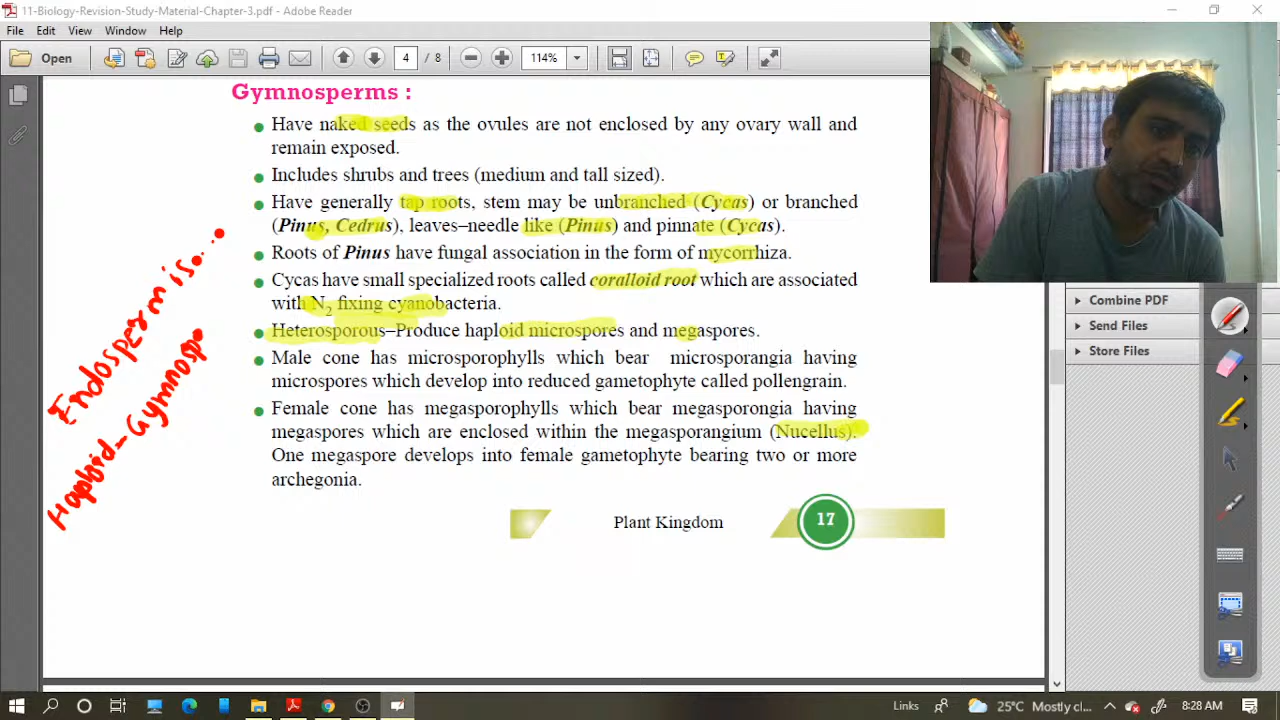 11-Biology-Revision-Study-Material-Chapter-3.pdf - Adobe Reader
File Edit View Window Help
Open 4 / 8 114%
Gymnosperms :
Have naked seeds as the ovules are not enclosed by any ovary wall and
remain exposed.
Includes shrubs and trees (medium and tall sized).
Have generally tap roots, stem may be unbranched (Cycas) or branched
(Pinus, Cedrus), leaves–needle like (Pinus) and pinnate (Cycas).
Roots of Pinus have fungal association in the form of mycorrhiza.
Cycas have small specialized roots called coralloid root which are associated
with N2 fixing cyanobacteria.
Heterosporous–Produce haploid microspores and megaspores.
Male cone has microsporophylls which bear microsporangia having
microspores which develop into reduced gametophyte called pollengrain.
Female cone has megasporophylls which bear megasporongia having
megaspores which are enclosed within the megasporangium (Nucellus).
One megaspore develops into female gametophyte bearing two or more
archegonia.
Plant Kingdom 17
Endosperm is...
Haploid-Gymnosp
Combine PDF
Send Files
Store Files
Links 25°C Mostly cl... 8:28 AM